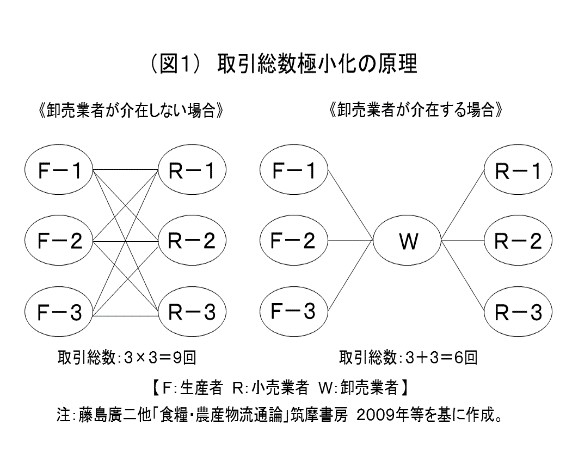 （図１） 取引総数極小化の原理
《卸売業者が介在しない場合》 《卸売業者が介在する場合》
F－1 R－1 F－1 R－1
F－2 R－2 F－2 W R－2
F－3 R－3 F－3 R－3
取引総数：3×3＝9回 取引総数：3＋3＝6回
【 F：生産者 R：小売業者 W：卸売業者 】
注：藤島廣二他「食糧・農産物流通論」筑摩書房 2009年等を基に作成。